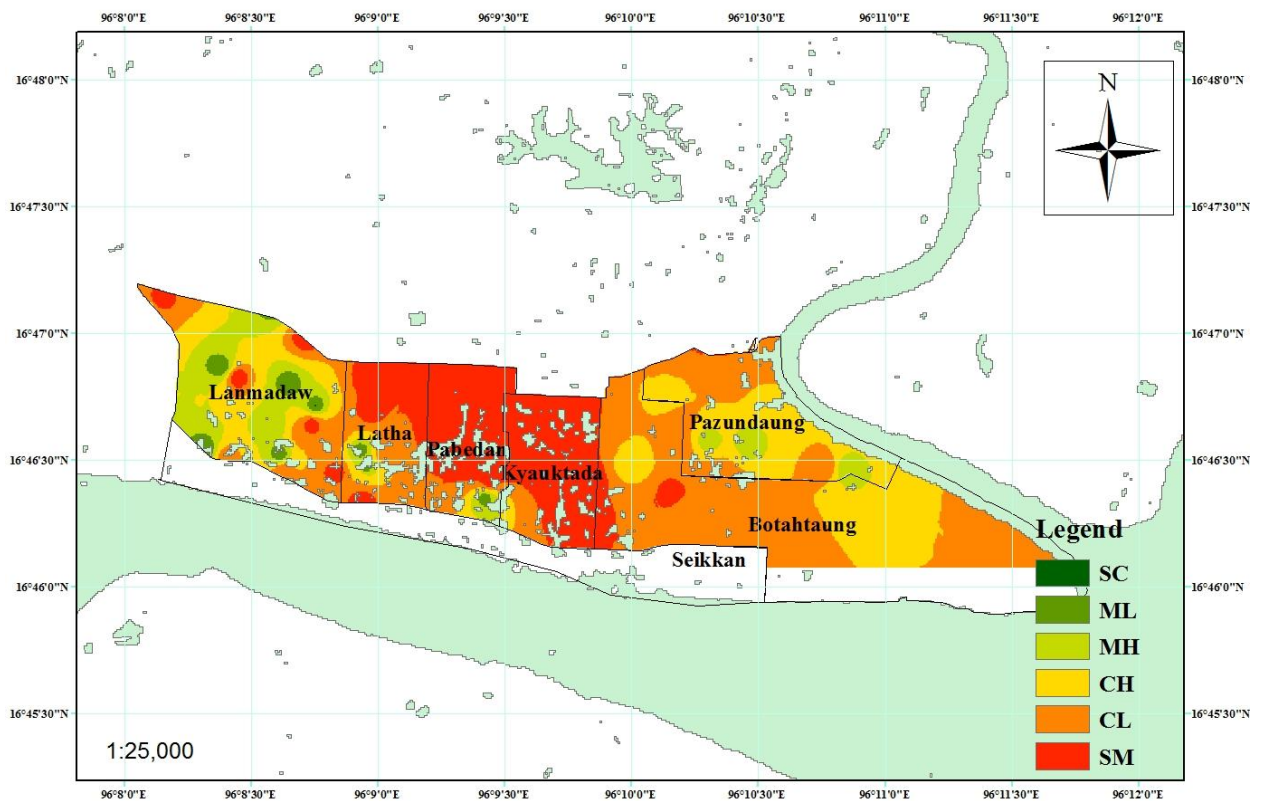 96°8'0"E 96°8'30"E 96°9'0"E 96°9'30"E 96°10'0"E 96°10'30"E 96°11'0"E 96°11'30"E 96°12'0"E
16°48'0"N 16°48'0"N
N
16°47'30"N 16°47'30"N
16°47'0"N 16°47'0"N
Lanmadaw
Latha
Pabedan
Kyauktada
Pazundaung
16°46'30"N 16°46'30"N
Botahtaung
Seikkan
Legend
SC
16°46'0"N 16°46'0"N
ML
MH
CH
16°45'30"N 16°45'30"N
CL
SM
1:25,000
96°8'0"E 96°8'30"E 96°9'0"E 96°9'30"E 96°10'0"E 96°10'30"E 96°11'0"E 96°11'30"E 96°12'0"E